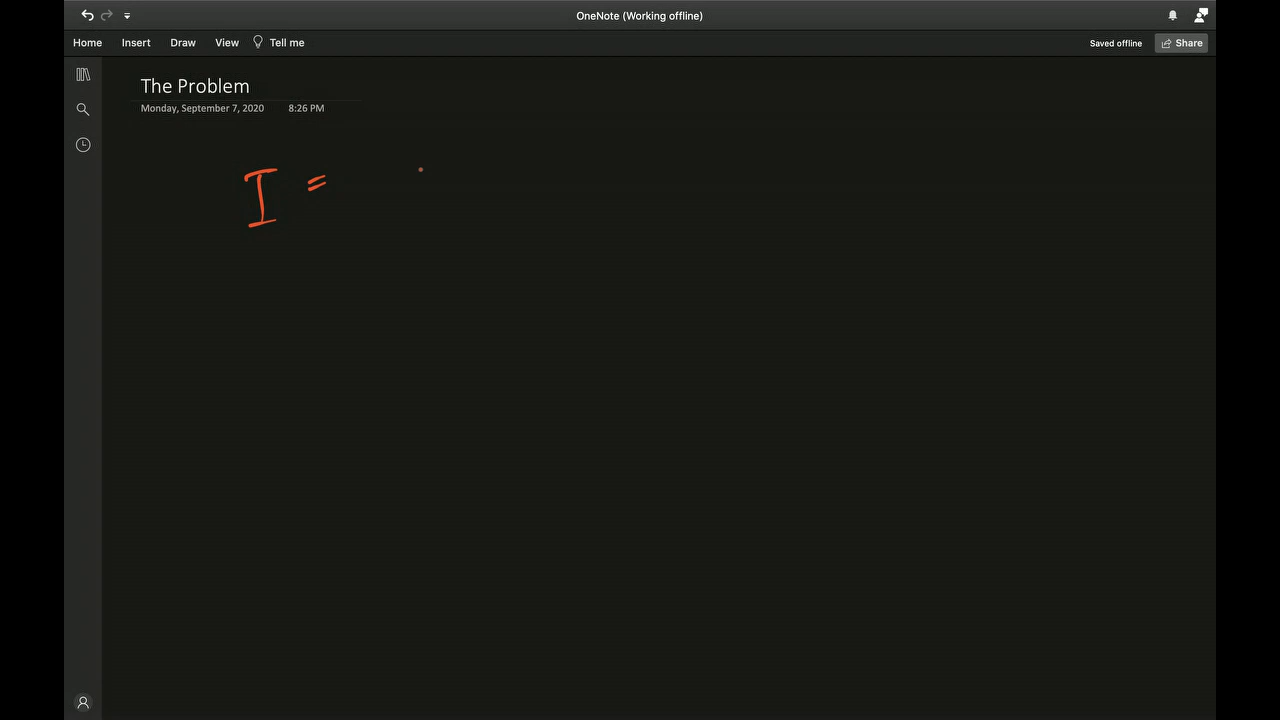 OneNote (Working offline)
Home Insert Draw View Tell me Saved offline Share
The Problem
Monday, September 7, 2020 8:26 PM
I =